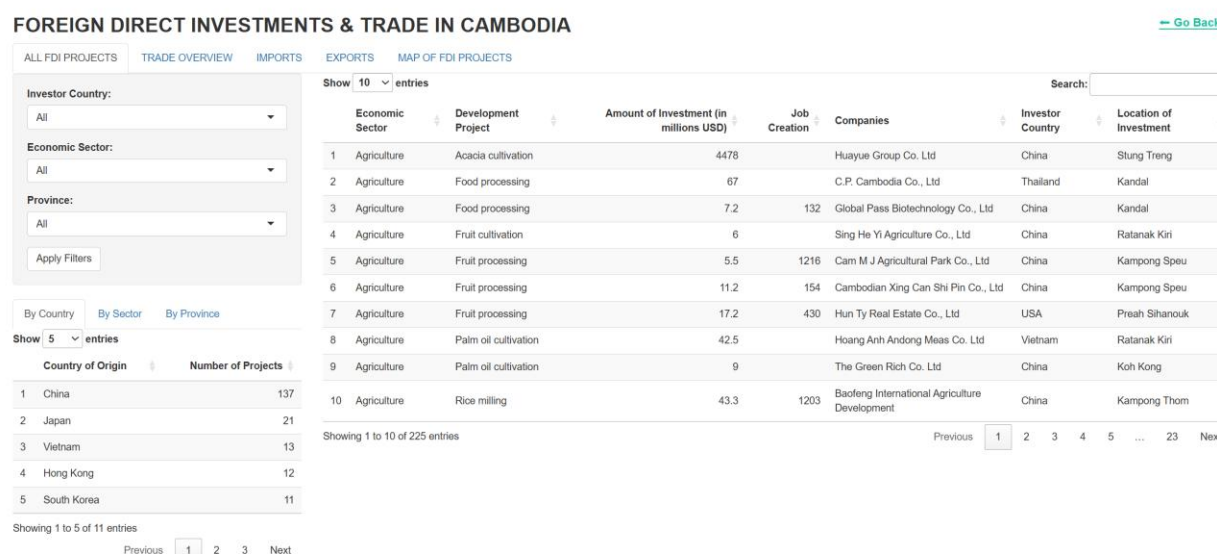 FOREIGN DIRECT INVESTMENTS & TRADE IN CAMBODIA
← Go Back
ALL FDI PROJECTS TRADE OVERVIEW IMPORTS EXPORTS MAP OF FDI PROJECTS
Investor Country:
All
Economic Sector:
All
Province:
All
Apply Filters
By Country By Sector By Province
Show 5 entries
Country of Origin Number of Projects
1 China 137
2 Japan 21
3 Vietnam 13
4 Hong Kong 12
5 South Korea 11
Showing 1 to 5 of 11 entries
Previous 1 2 3 Next
Show 10 entries
Search:
Economic Sector Development Project Amount of Investment (in millions USD) Job Creation Companies Investor Country Location of Investment
1 Agriculture Acacia cultivation 4478 Huayue Group Co. Ltd China Stung Treng
2 Agriculture Food processing 67 C.P. Cambodia Co., Ltd Thailand Kandal
3 Agriculture Food processing 7.2 132 Global Pass Biotechnology Co., Ltd China Kandal
4 Agriculture Fruit cultivation 6 Sing He Yi Agriculture Co., Ltd China Ratanak Kiri
5 Agriculture Fruit processing 5.5 1216 Cam M J Agricultural Park Co., Ltd China Kampong Speu
6 Agriculture Fruit processing 11.2 154 Cambodian Xing Can Shi Pin Co., Ltd China Kampong Speu
7 Agriculture Fruit processing 17.2 430 Hun Ty Real Estate Co., Ltd USA Preah Sihanouk
8 Agriculture Palm oil cultivation 42.5 Hoang Anh Andong Meas Co. Ltd Vietnam Ratanak Kiri
9 Agriculture Palm oil cultivation 9 The Green Rich Co. Ltd China Koh Kong
10 Agriculture Rice milling 43.3 1203 Baofeng International Agriculture Development China Kampong Thom
Showing 1 to 10 of 225 entries
Previous 1 2 3 4 5 ... 23 Nex